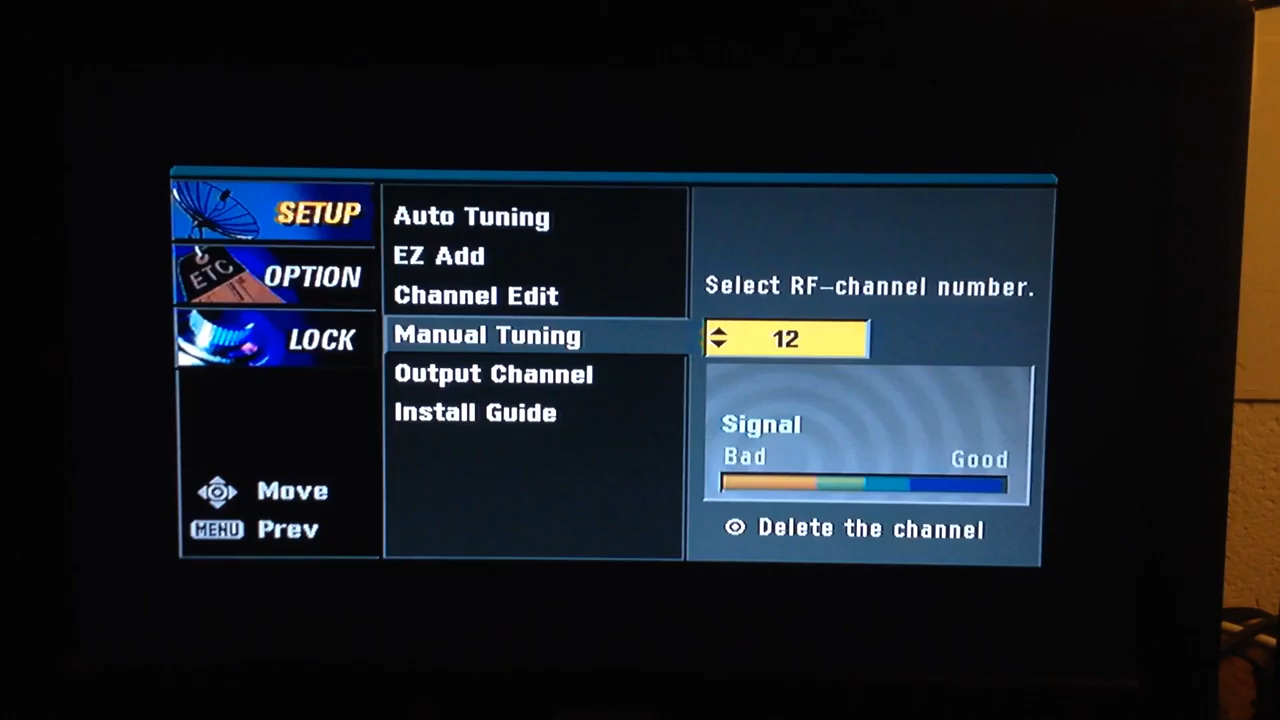 SETUP
OPTION
ETC
LOCK
Move
MENU Prev
Auto Tuning
EZ Add
Channel Edit
Manual Tuning
Output Channel
Install Guide
Select RF-channel number.
12
Signal
Bad Good
Delete the channel